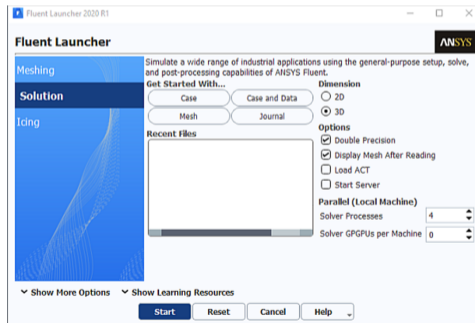 Fluent Launcher 2020 R1
Fluent Launcher
ANSYS
Meshing
Solution
Icing
Simulate a wide range of industrial applications using the general-purpose setup, solve,
and post-processing capabilities of ANSYS Fluent.
Get Started With...
Case
Case and Data
Mesh
Journal
Recent Files
Dimension
2D
3D
Options
Double Precision
Display Mesh After Reading
Load ACT
Start Server
Parallel (Local Machine)
Solver Processes 4
Solver GPGPUs per Machine 0
Show More Options Show Learning Resources
Start Reset Cancel Help